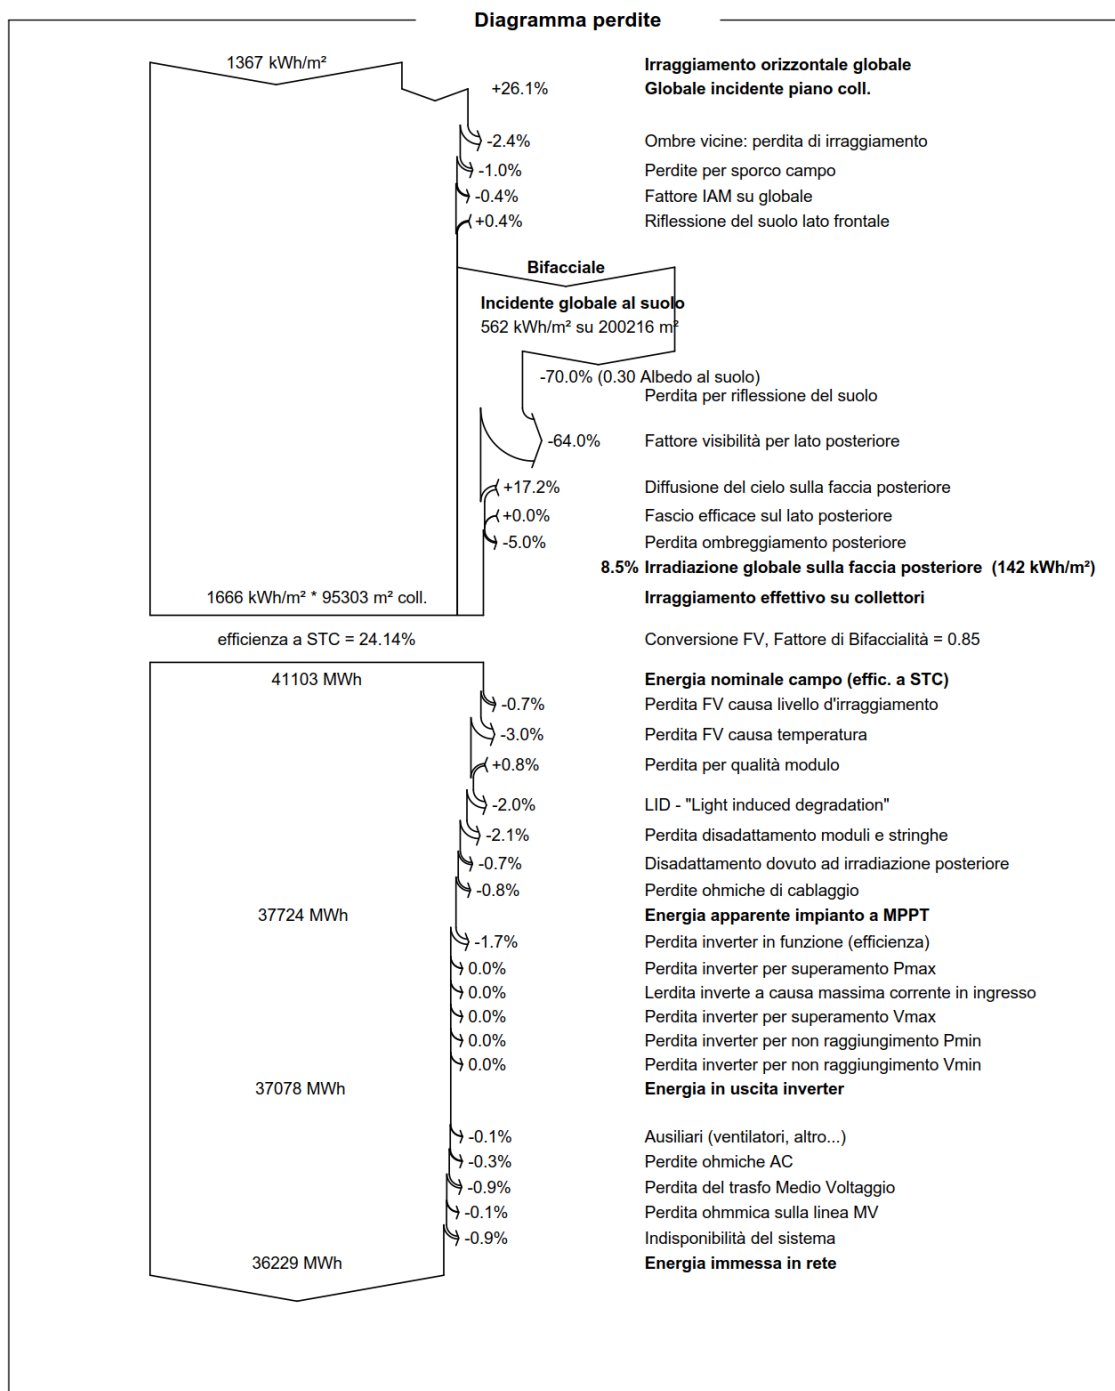 Diagramma perdite
1367 kWh/m²
Irraggiamento orizzontale globale
+26.1% Globale incidente piano coll.
-2.4% Ombre vicine: perdita di irraggiamento
-1.0% Perdite per sporco campo
-0.4% Fattore IAM su globale
+0.4% Riflessione del suolo lato frontale
Bifacciale
Incidente globale al suolo
562 kWh/m² su 200216 m²
-70.0% (0.30 Albedo al suolo)
Perdita per riflessione del suolo
-64.0% Fattore visibilità per lato posteriore
+17.2% Diffusione del cielo sulla faccia posteriore
+0.0% Fascio efficace sul lato posteriore
-5.0% Perdita ombreggiamento posteriore
8.5% Irradiazione globale sulla faccia posteriore (142 kWh/m²)
1666 kWh/m² * 95303 m² coll. Irraggiamento effettivo su collettori
efficienza a STC = 24.14% Conversione FV, Fattore di Bifaccialità = 0.85
41103 MWh Energia nominale campo (effic. a STC)
-0.7% Perdita FV causa livello d'irraggiamento
-3.0% Perdita FV causa temperatura
+0.8% Perdita per qualità modulo
-2.0% LID - "Light induced degradation"
-2.1% Perdita disadattamento moduli e stringhe
-0.7% Disadattamento dovuto ad irradiazione posteriore
-0.8% Perdite ohmiche di cablaggio
37724 MWh Energia apparente impianto a MPPT
-1.7% Perdita inverter in funzione (efficienza)
0.0% Perdita inverter per superamento Pmax
0.0% Lerdita inverte a causa massima corrente in ingresso
0.0% Perdita inverter per superamento Vmax
0.0% Perdita inverter per non raggiungimento Pmin
0.0% Perdita inverter per non raggiungimento Vmin
37078 MWh Energia in uscita inverter
-0.1% Ausiliari (ventilatori, altro...)
-0.3% Perdite ohmiche AC
-0.9% Perdita del trasfo Medio Voltaggio
-0.1% Perdita ohmmica sulla linea MV
-0.9% Indisponibilità del sistema
36229 MWh Energia immessa in rete